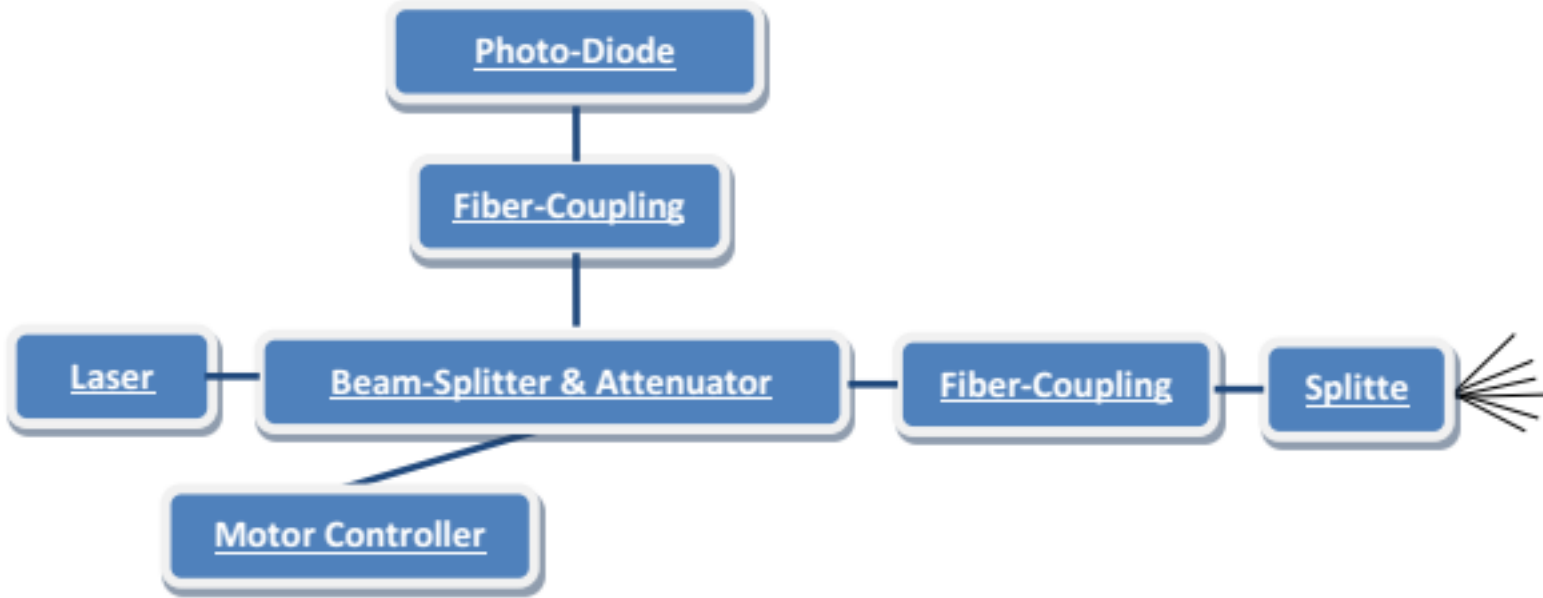 Photo-Diode
Fiber-Coupling
Laser
Beam-Splitter & Attenuator
Fiber-Coupling
Splitte
Motor Controller